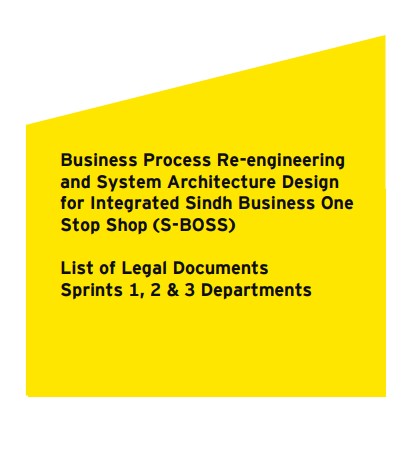 Business Process Re-engineering
and System Architecture Design
for Integrated Sindh Business One
Stop Shop (S-BOSS)
List of Legal Documents
Sprints 1, 2 & 3 Departments